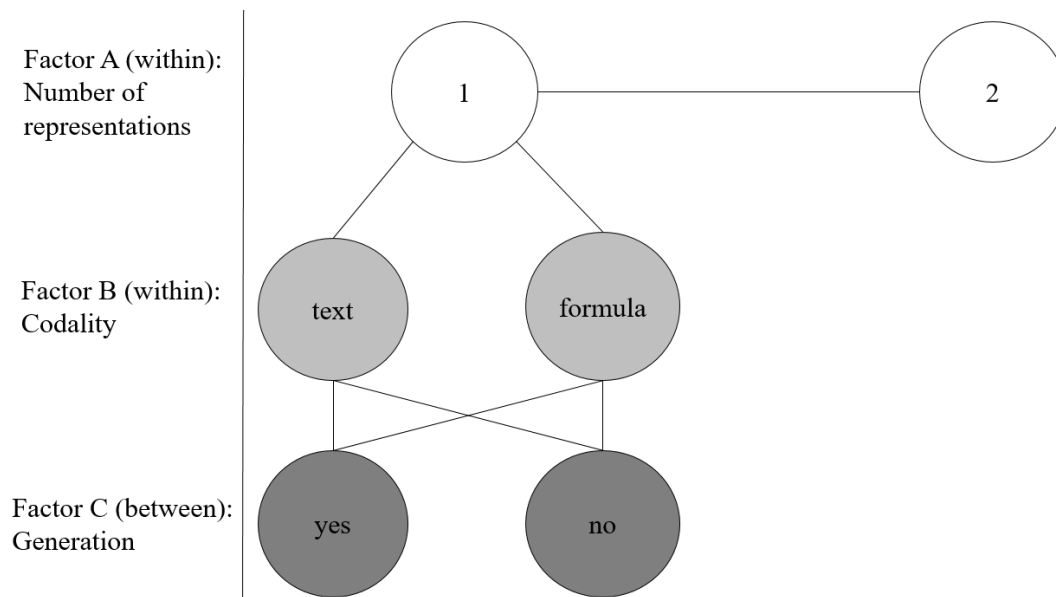 Factor A (within):
Number of
representations
1
2
Factor B (within):
Codality
text
formula
Factor C (between):
Generation
yes
no